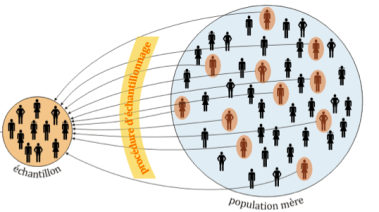 procédure d'échantillonnage
échantillon
population mère